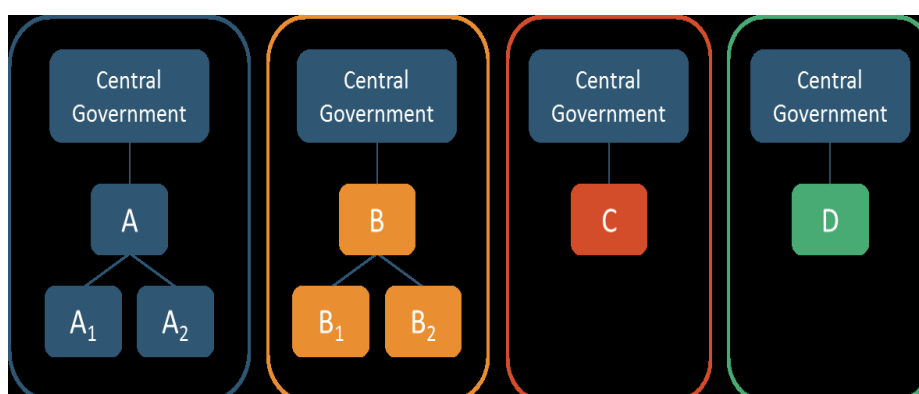 Central
Government
A
A₁
A₂
Central
Government
B
B₁
B₂
Central
Government
C
Central
Government
D